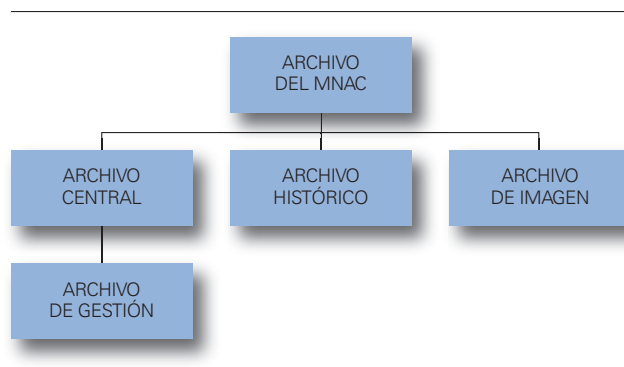 ARCHIVO
DEL MNAC
ARCHIVO
CENTRAL
ARCHIVO
HISTÓRICO
ARCHIVO
DE IMAGEN
ARCHIVO
DE GESTIÓN